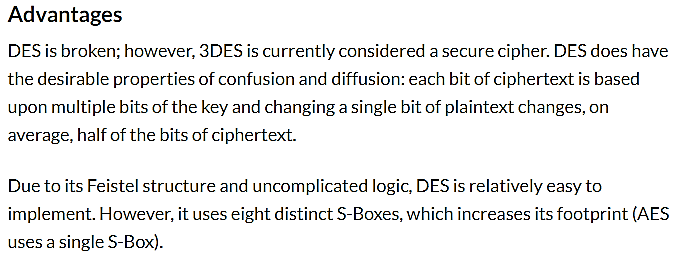 Advantages
DES is broken; however, 3DES is currently considered a secure cipher. DES does have
the desirable properties of confusion and diffusion: each bit of ciphertext is based
upon multiple bits of the key and changing a single bit of plaintext changes, on
average, half of the bits of ciphertext.
Due to its Feistel structure and uncomplicated logic, DES is relatively easy to
implement. However, it uses eight distinct S-Boxes, which increases its footprint (AES
uses a single S-Box).